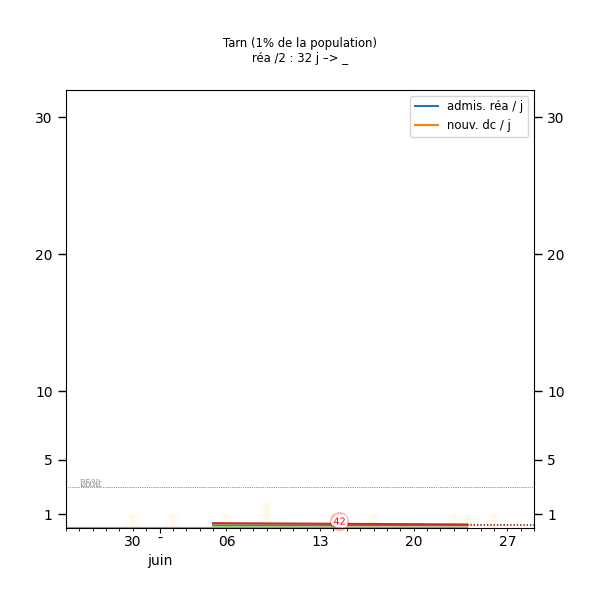 Tarn (1% de la population)
réa /2 : 32 j –> _
admis. réa / j
nouv. dc / j
30 30
20 20
10 10
5 5
1 1
42
30 - 06 13 20 27
juin